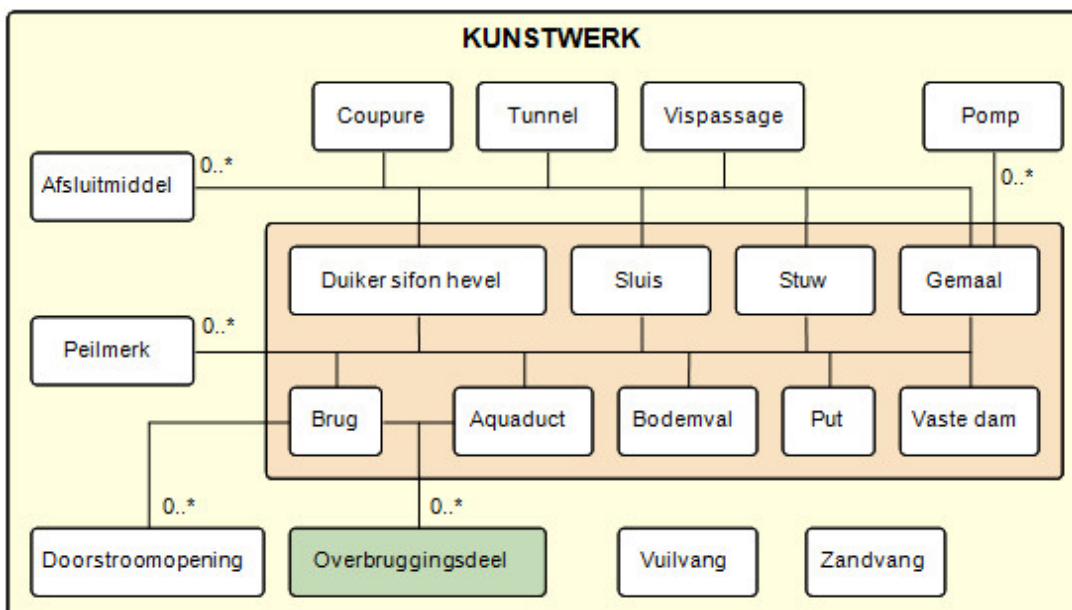 KUNSTWERK
Coupure
Tunnel
Vispassage
Pomp
Afsluitmiddel
0..*
0..*
Duiker sifon hevel
Sluis
Stuw
Gemaal
Peilmerk
0..*
Brug
Aquaduct
Bodemval
Put
Vaste dam
0..*
0..*
Doorstroomopening
Overbruggingsdeel
Vuilvang
Zandvang